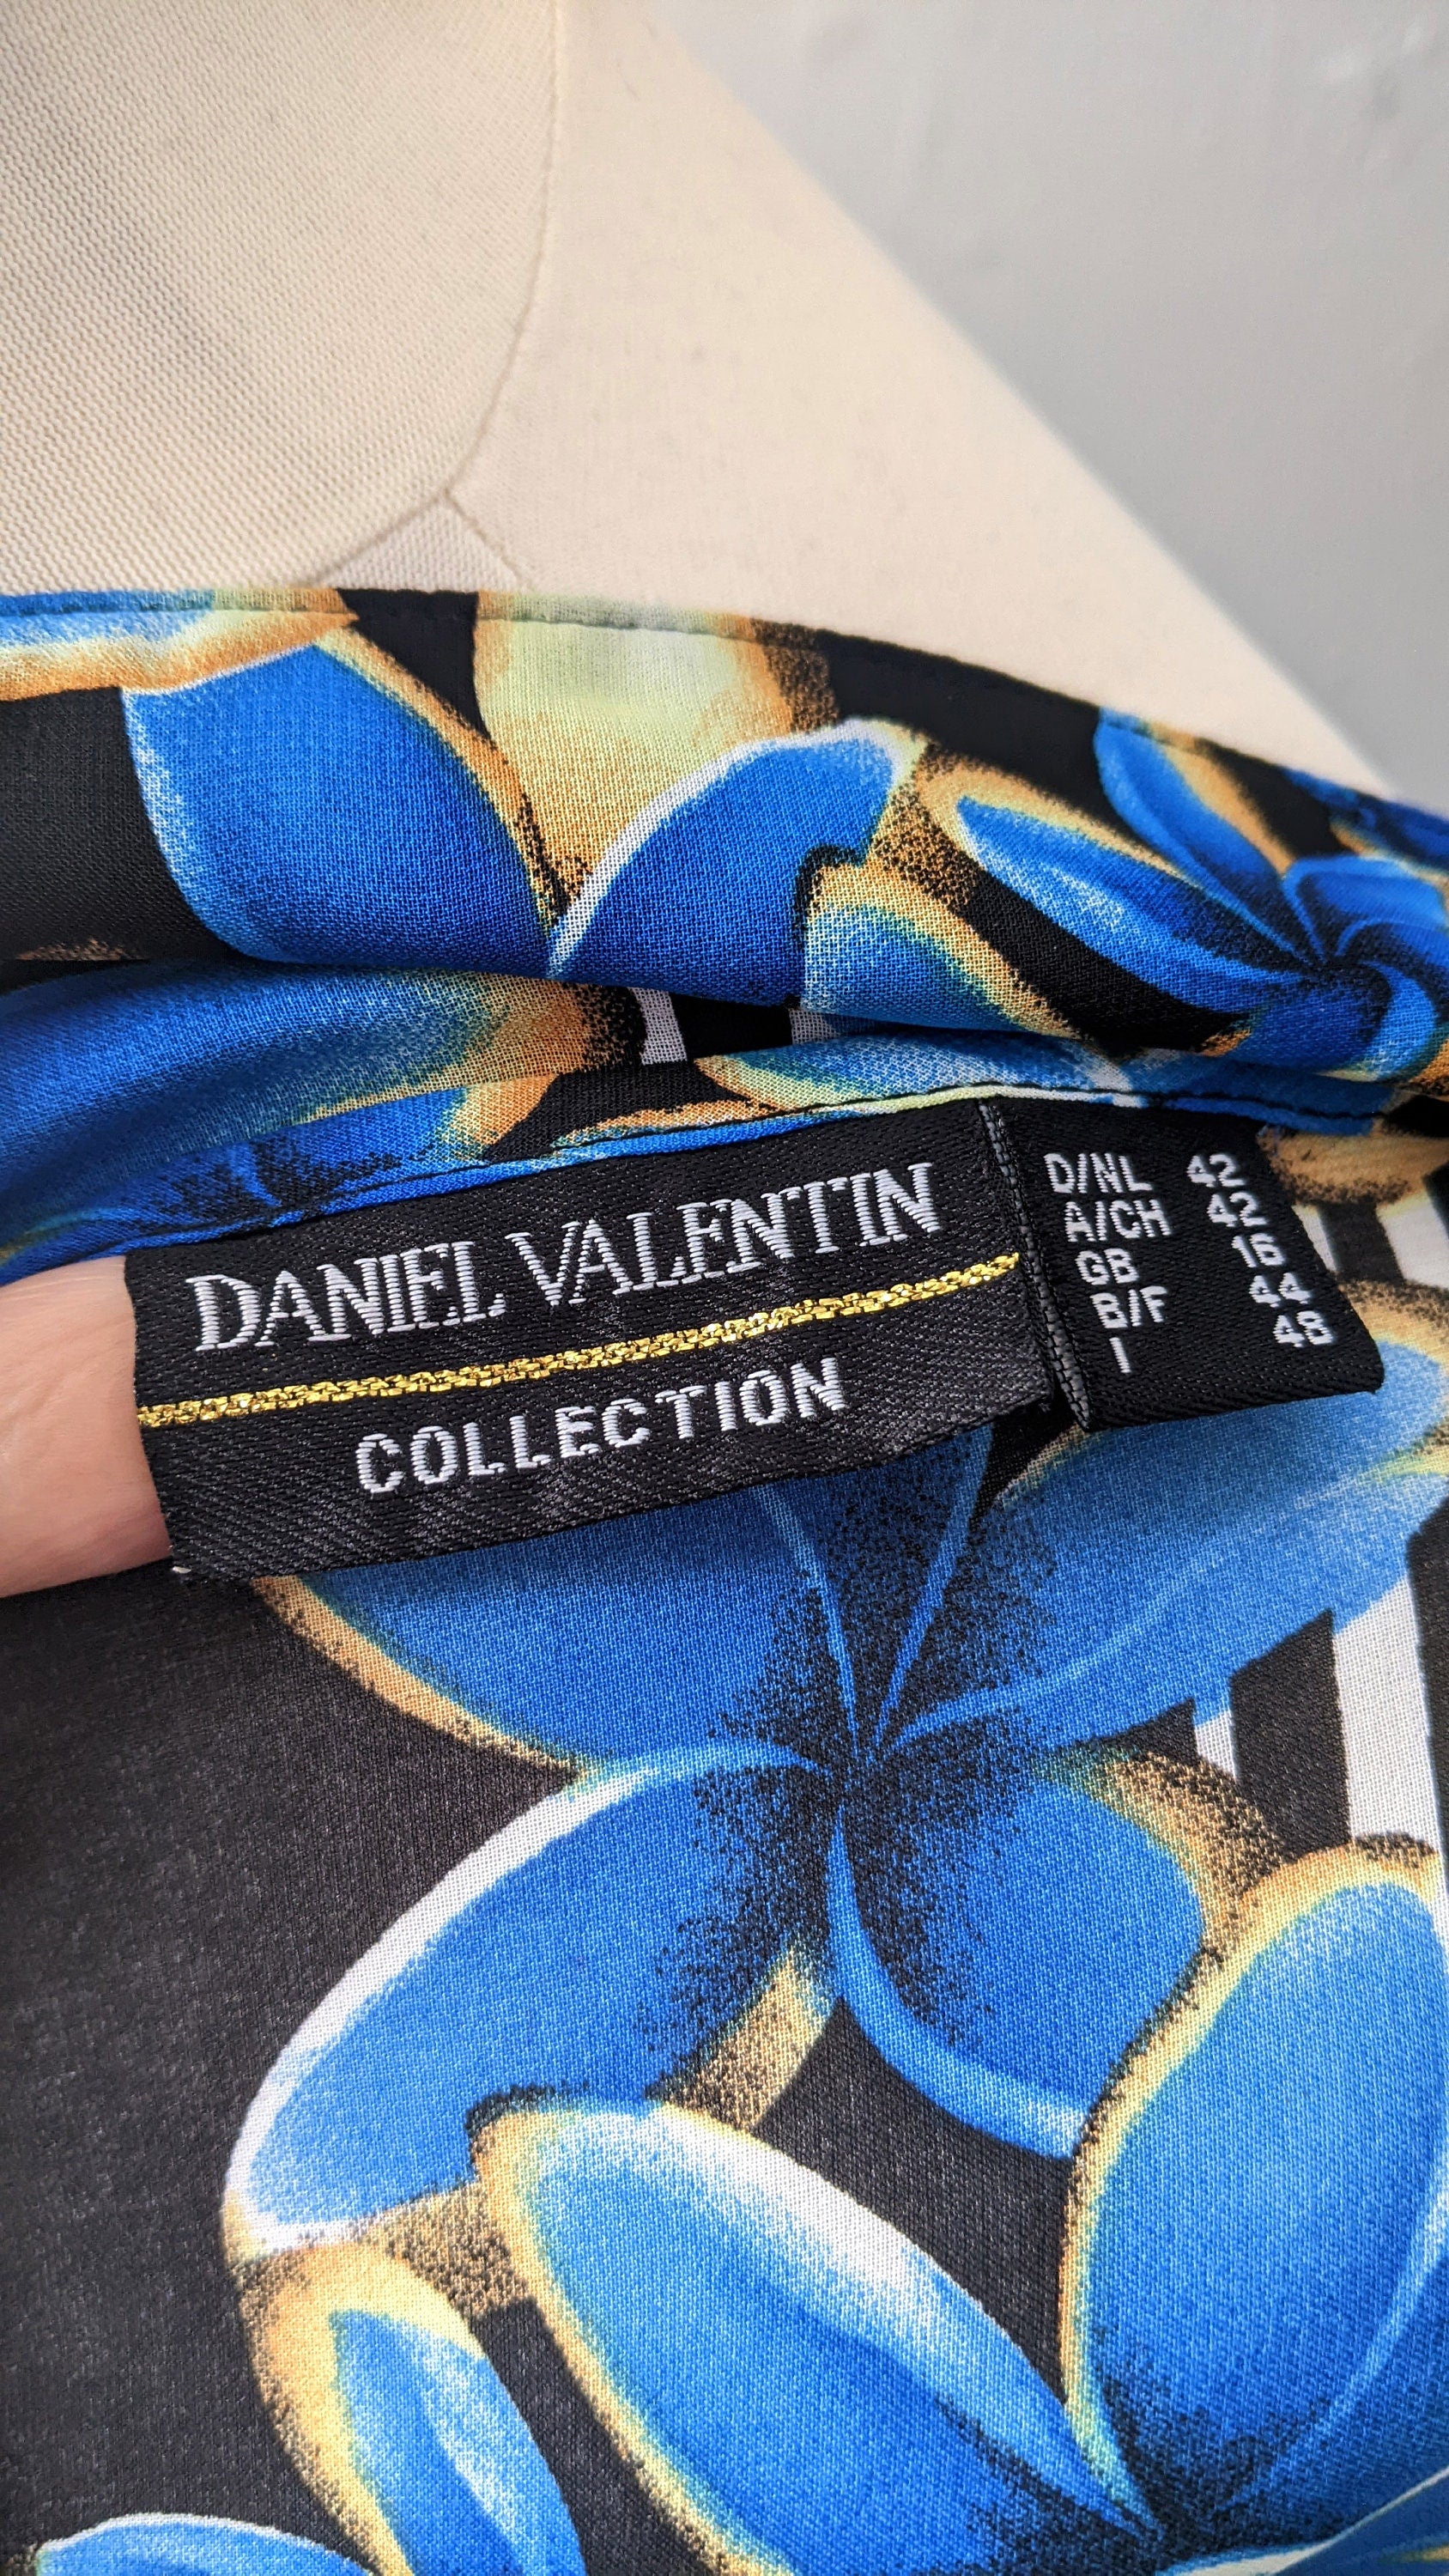 DANIEL VALENTIN
COLLECTION
D/NL 42
A/CH 42
GB 16
B/F 44
I 48